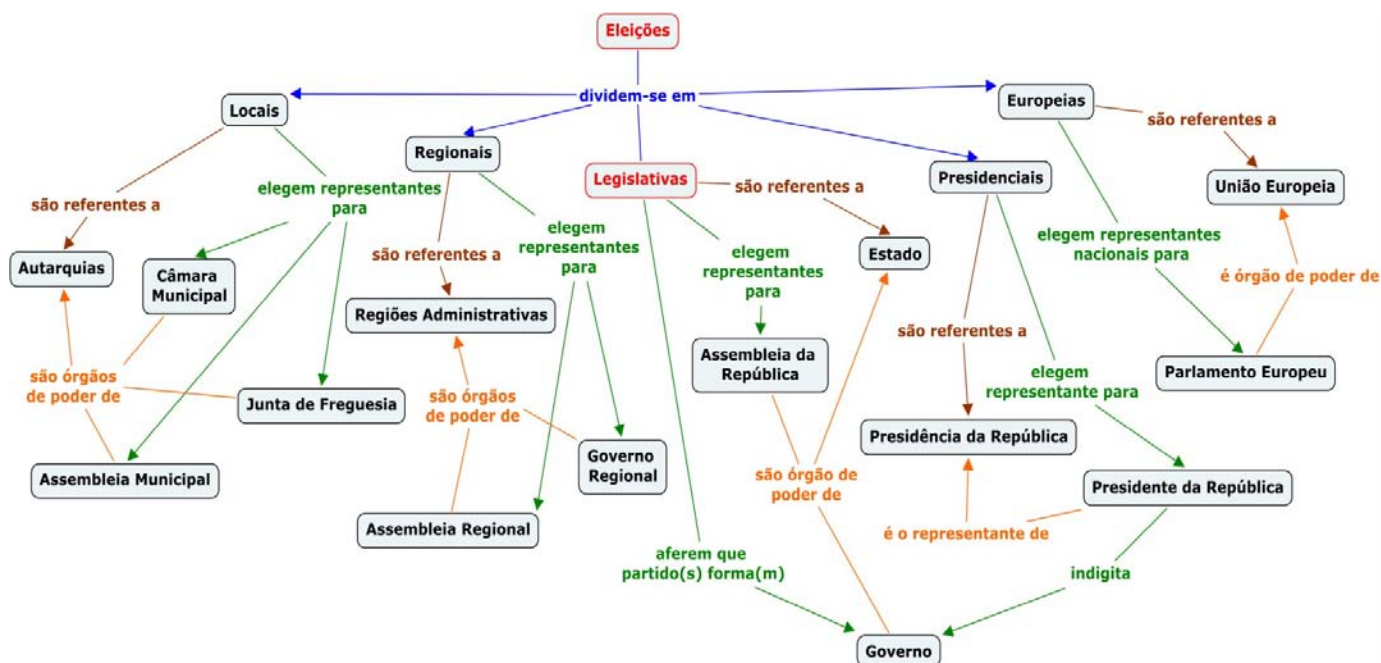 Eleições
dividem-se em
Locais
Regionais
Legislativas
Presidenciais
Europeias
são referentes a
elegem representantes
para
Autarquias
Câmara
Municipal
são órgãos
de poder de
Junta de Freguesia
Assembleia Municipal
são referentes a
elegem
representantes
para
Regiões Administrativas
são órgãos
de poder de
Governo
Regional
Assembleia Regional
são referentes a
elegem
representantes
para
Estado
Assembleia da
República
são órgão de
poder de
aferem que
partido(s) forma(m)
Governo
são referentes a
elegem
representante para
Presidência da República
Presidente da República
é o representante de
indigita
são referentes a
União Europeia
elegem representantes
nacionais para
é órgão de poder de
Parlamento Europeu